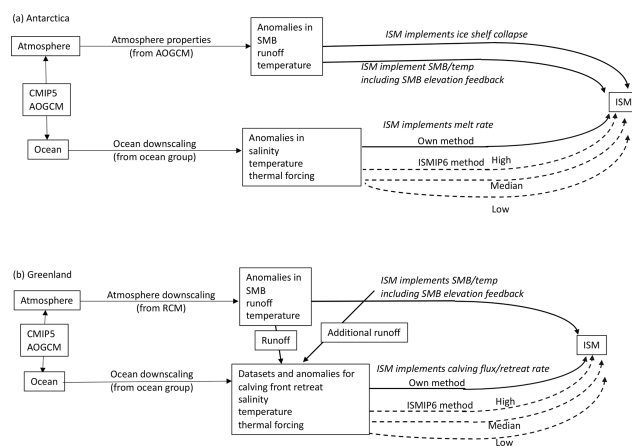 (a) Antarctica
Atmosphere
Atmosphere properties
(from AOGCM)
Anomalies in
SMB
runoff
temperature
ISM implements ice shelf collapse
ISM implement SMB/temp
including SMB elevation feedback
CMIP5
AOGCM
ISM
Ocean
Ocean downscaling
(from ocean group)
Anomalies in
salinity
temperature
thermal forcing
ISM implements melt rate
Own method
ISMIP6 method
High
Median
Low
(b) Greenland
Atmosphere
Atmosphere downscaling
(from RCM)
Anomalies in
SMB
runoff
temperature
ISM implements SMB/temp
including SMB elevation feedback
CMIP5
AOGCM
Runoff
Additional runoff
ISM
Ocean
Ocean downscaling
(from ocean group)
Datasets and anomalies for
calving front retreat
salinity
temperature
thermal forcing
ISM implements calving flux/retreat rate
Own method
ISMIP6 method
High
Median
Low